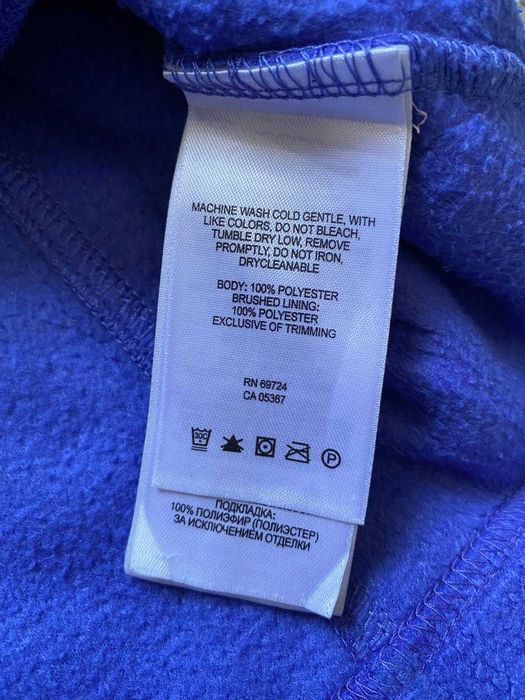 MACHINE WASH COLD GENTLE, WITH
LIKE COLORS, DO NOT BLEACH,
TUMBLE DRY LOW, REMOVE
PROMPTLY, DO NOT IRON,
DRYCLEANABLE
BODY: 100% POLYESTER
BRUSHED LINING:
100% POLYESTER
EXCLUSIVE OF TRIMMING
RN 69724
CA 05367
30C
P
ПОДКЛАДКА:
100% ПОЛИЭФИР (ПОЛИЭСТЕР)
ЗА ИСКЛЮЧЕНИЕМ ОТДЕЛКИ